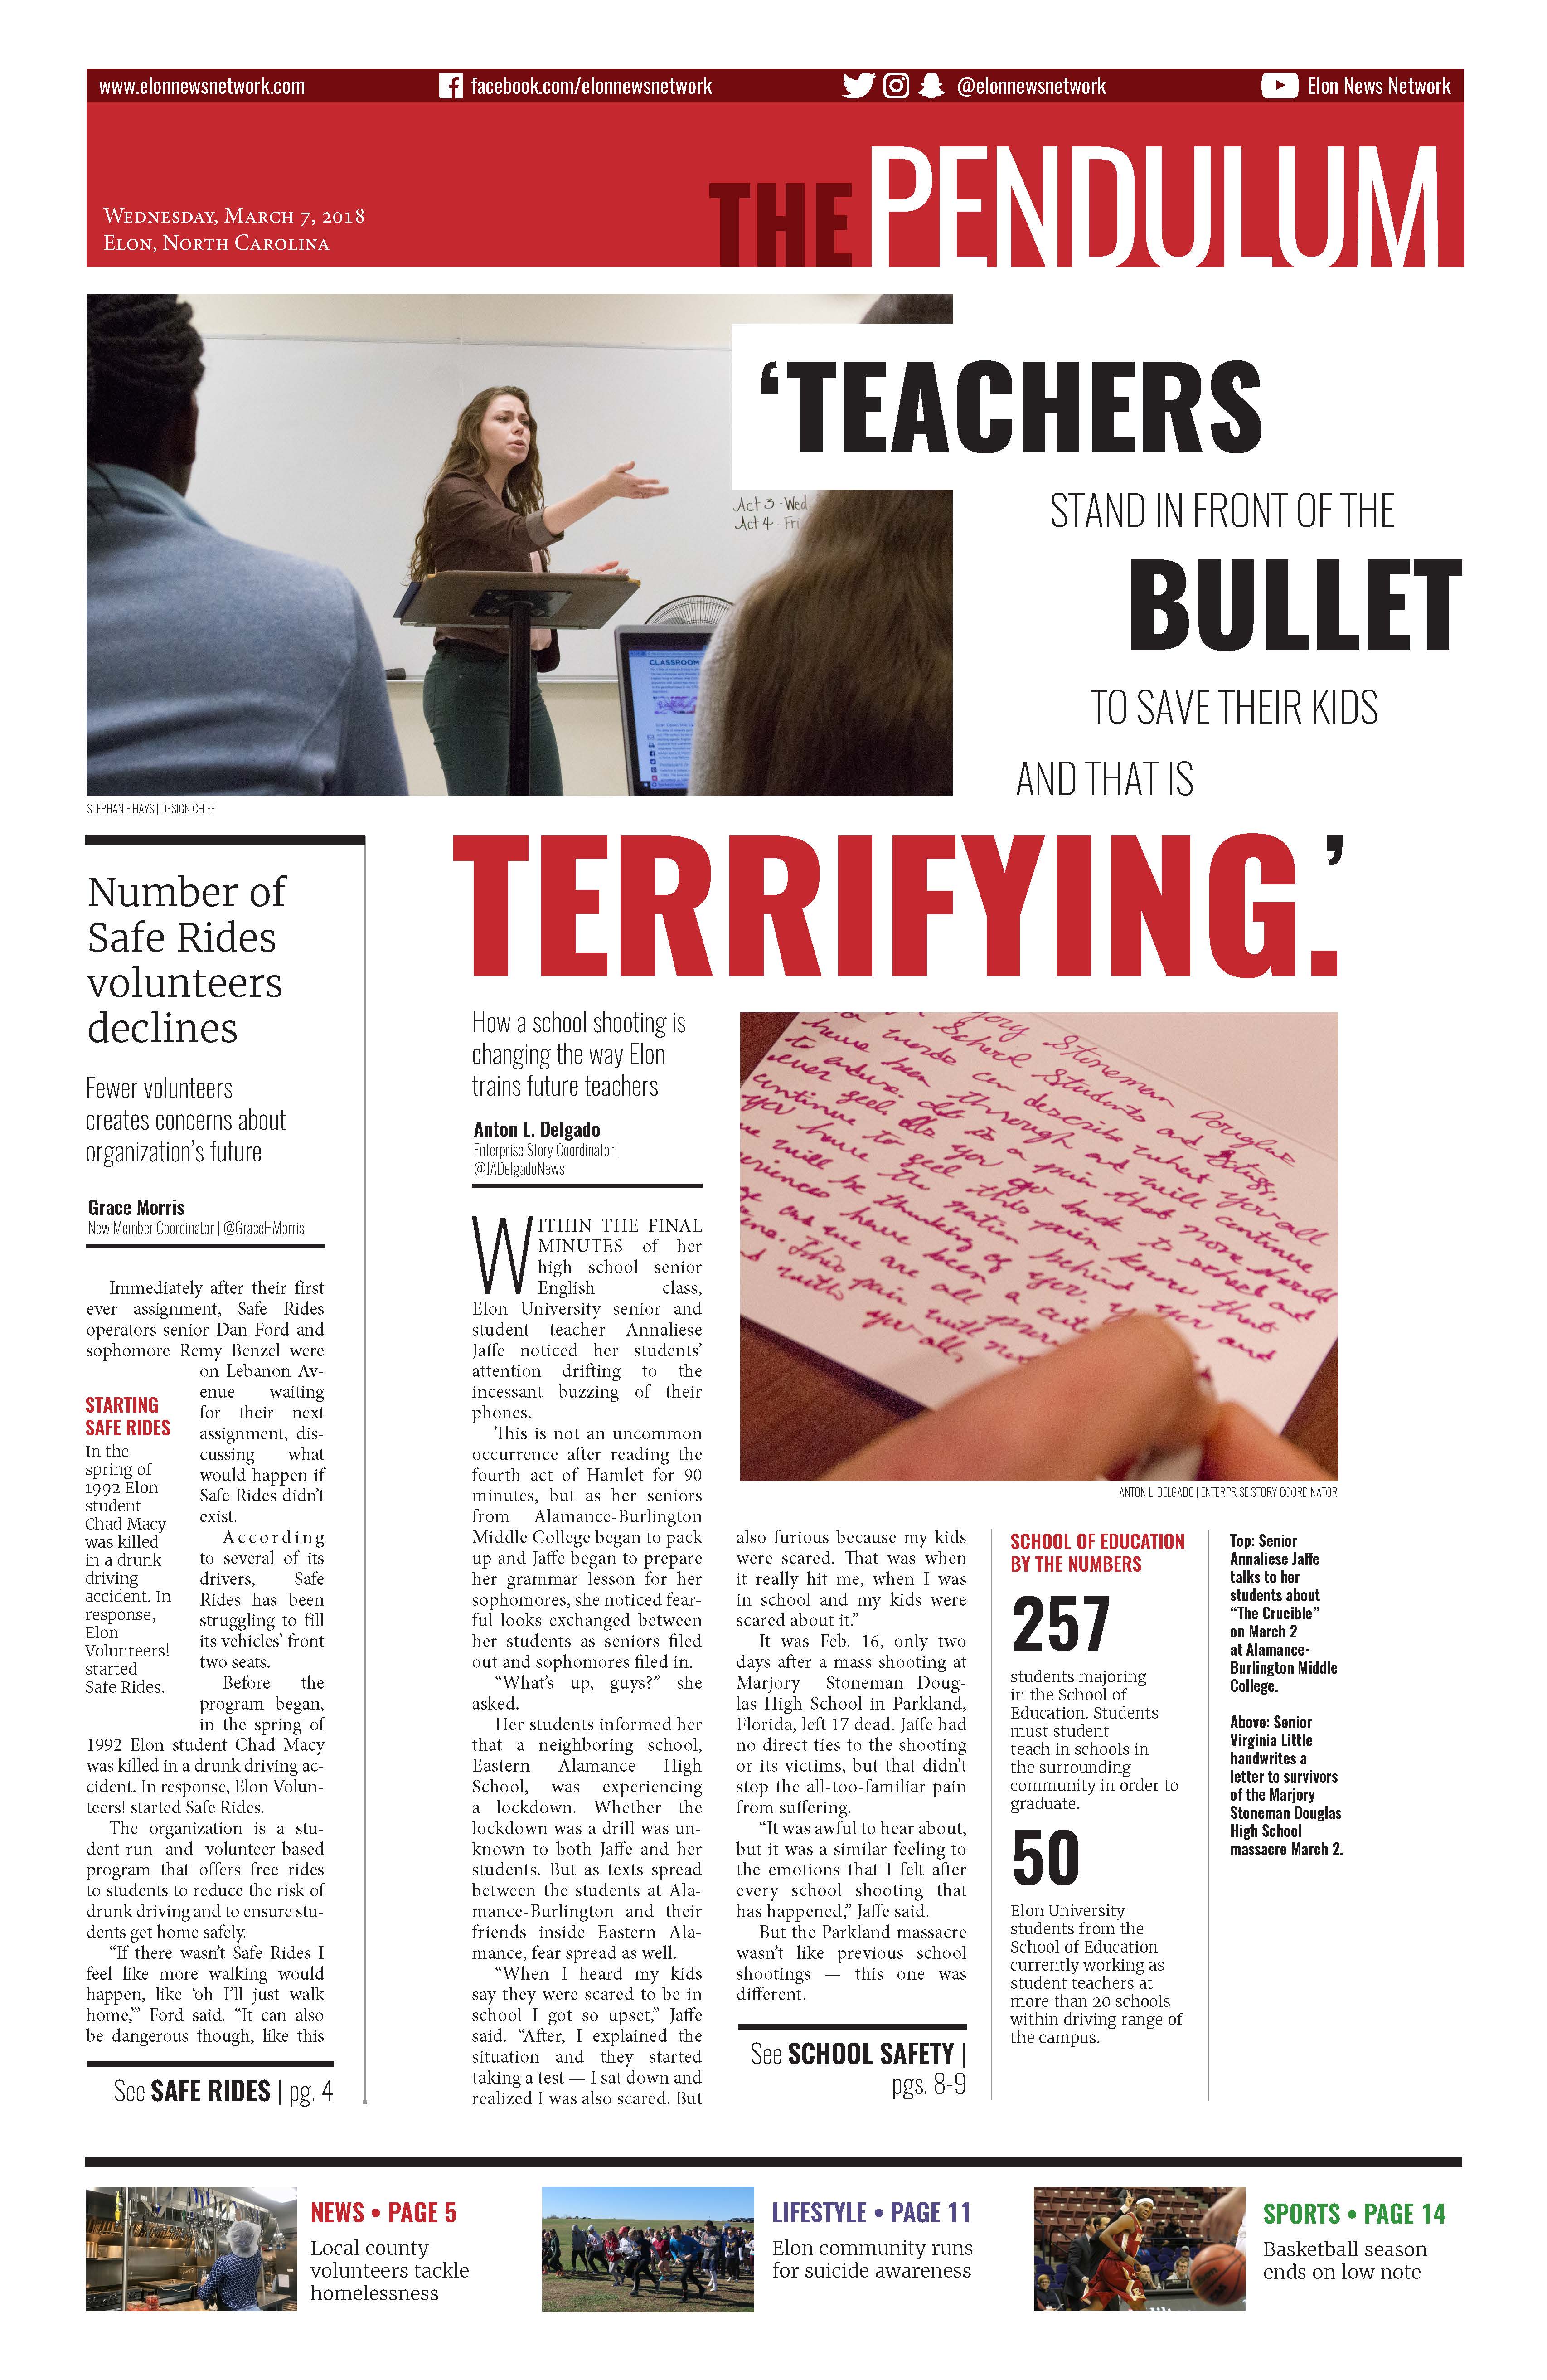 www.elonnewsnetwork.com
facebook.com/elonnewsnetwork
@elonnewsnetwork
Elon News Network
Wednesday, March 7, 2018
Elon, North Carolina
THE PENDULUM
Act 3 - Wed
Act 4 - Fri
CLASSROOM
‘TEACHERS
STAND IN FRONT OF THE
BULLET
TO SAVE THEIR KIDS
AND THAT IS
TERRIFYING.’
STEPHANIE HAYS | DESIGN CHIEF
Number of
Safe Rides
volunteers
declines
Fewer volunteers
creates concerns about
organization’s future
Grace Morris
New Member Coordinator | @GraceHMorris
Immediately after their first
ever assignment, Safe Rides
operators senior Dan Ford and
sophomore Remy Benzel were
on Lebanon Av-
enue waiting
for their next
assignment, dis-
cussing what
would happen if
Safe Rides didn’t
exist.
According
to several of its
drivers, Safe
Rides has been
struggling to fill
its vehicles’ front
two seats.
Before the
program began,
in the spring of
1992 Elon student Chad Macy
was killed in a drunk driving ac-
cident. In response, Elon Volun-
teers! started Safe Rides.
The organization is a stu-
dent-run and volunteer-based
program that offers free rides
to students to reduce the risk of
drunk driving and to ensure stu-
dents get home safely.
“If there wasn’t Safe Rides I
feel like more walking would
happen, like ‘oh I’ll just walk
home,’” Ford said. “It can also
be dangerous though, like this
STARTING
SAFE RIDES
In the
spring of
1992 Elon
student
Chad Macy
was killed
in a drunk
driving
accident. In
response,
Elon
Volunteers!
started
Safe Rides.
See SAFE RIDES | pg. 4
How a school shooting is
changing the way Elon
trains future teachers
Anton L. Delgado
Enterprise Story Coordinator |
@JADelgadoNews
WITHIN THE FINAL
MINUTES of her
high school senior
English class,
Elon University senior and
student teacher Annaliese
Jaffe noticed her students’
attention drifting to the
incessant buzzing of their
phones.
This is not an uncommon
occurrence after reading the
fourth act of Hamlet for 90
minutes, but as her seniors
from Alamance-Burlington
Middle College began to pack
up and Jaffe began to prepare
her grammar lesson for her
sophomores, she noticed fear-
ful looks exchanged between
her students as seniors filed
out and sophomores filed in.
“What’s up, guys?” she
asked.
Her students informed her
that a neighboring school,
Eastern Alamance High
School, was experiencing
a lockdown. Whether the
lockdown was a drill was un-
known to both Jaffe and her
students. But as texts spread
between the students at Ala-
mance-Burlington and their
friends inside Eastern Ala-
mance, fear spread as well.
“When I heard my kids
say they were scared to be in
school I got so upset,” Jaffe
said. “After, I explained the
situation and they started
taking a test — I sat down and
realized I was also scared. But
ANTON L. DELGADO | ENTERPRISE STORY COORDINATOR
also furious because my kids
were scared. That was when
it really hit me, when I was
in school and my kids were
scared about it.”
It was Feb. 16, only two
days after a mass shooting at
Marjory Stoneman Doug-
las High School in Parkland,
Florida, left 17 dead. Jaffe had
no direct ties to the shooting
or its victims, but that didn’t
stop the all-too-familiar pain
from suffering.
“It was awful to hear about,
but it was a similar feeling to
the emotions that I felt after
every school shooting that
has happened,” Jaffe said.
But the Parkland massacre
wasn’t like previous school
shootings — this one was
different.
See SCHOOL SAFETY |
pgs. 8-9
SCHOOL OF EDUCATION
BY THE NUMBERS
257
students majoring
in the School of
Education. Students
must student
teach in schools in
the surrounding
community in order to
graduate.
50
Elon University
students from the
School of Education
currently working as
student teachers at
more than 20 schools
within driving range of
the campus.
Top: Senior
Annaliese Jaffe
talks to her
students about
“The Crucible”
on March 2
at Alamance-
Burlington Middle
College.
Above: Senior
Virginia Little
handwrites a
letter to survivors
of the Marjory
Stoneman Douglas
High School
massacre March 2.
NEWS • PAGE 5
Local county
volunteers tackle
homelessness
LIFESTYLE • PAGE 11
Elon community runs
for suicide awareness
SPORTS • PAGE 14
Basketball season
ends on low note